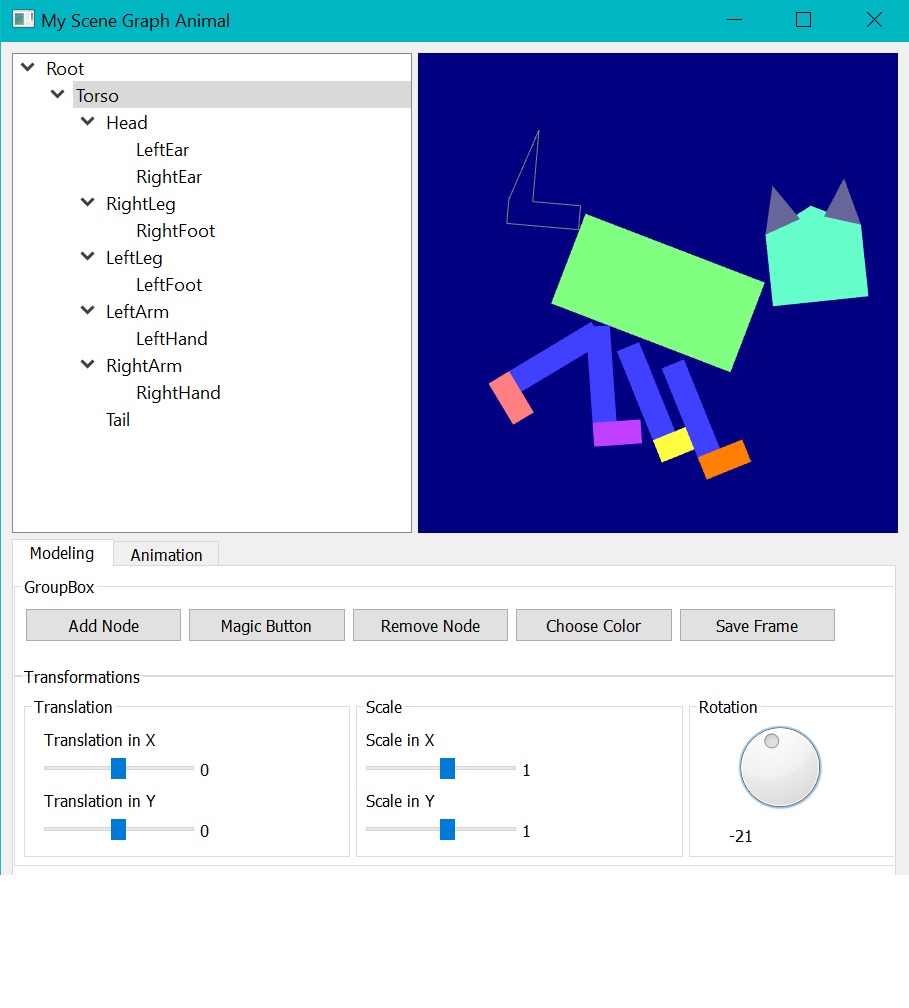 My Scene Graph Animal
Root
Torso
Head
LeftEar
RightEar
RightLeg
RightFoot
LeftLeg
LeftFoot
LeftArm
LeftHand
RightArm
RightHand
Tail
Modeling Animation
GroupBox
Add Node Magic Button Remove Node Choose Color Save Frame
Transformations
Translation Scale Rotation
Translation in X Scale in X
0 1
Translation in Y Scale in Y
0 1 -21